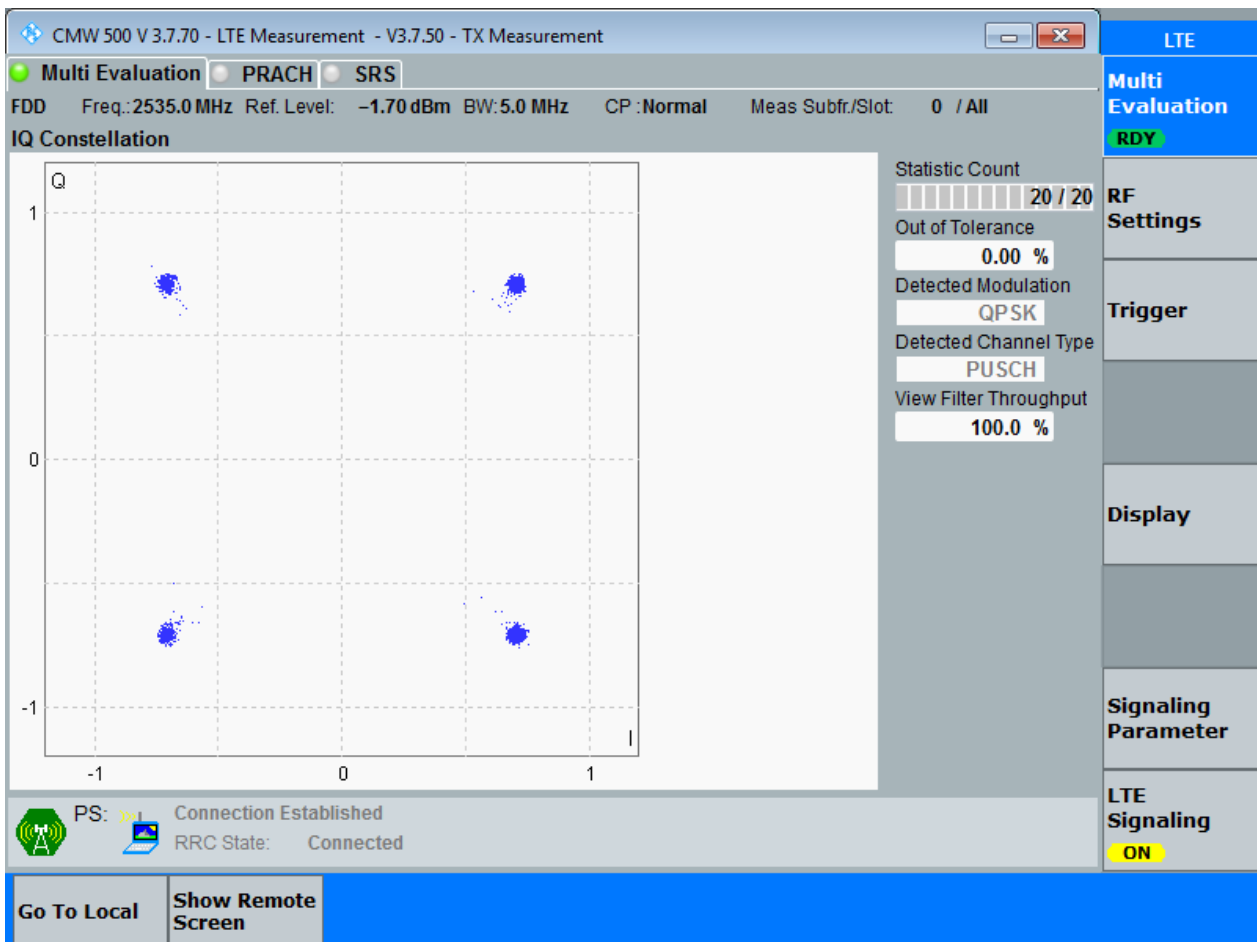 CMW 500 V 3.7.70 - LTE Measurement - V3.7.50 - TX Measurement
LTE
Multi Evaluation PRACH SRS
FDD Freq.: 2535.0 MHz Ref. Level: −1.70 dBm BW: 5.0 MHz CP : Normal Meas Subfr./Slot: 0 / All
IQ Constellation
Q
1
0
-1
-1 0 1
I
Statistic Count
20 / 20
Out of Tolerance
0.00 %
Detected Modulation
QPSK
Detected Channel Type
PUSCH
View Filter Throughput
100.0 %
Multi
Evaluation
RDY
RF
Settings
Trigger
Display
Signaling
Parameter
LTE
Signaling
ON
PS: Connection Established
RRC State: Connected
Go To Local
Show Remote
Screen